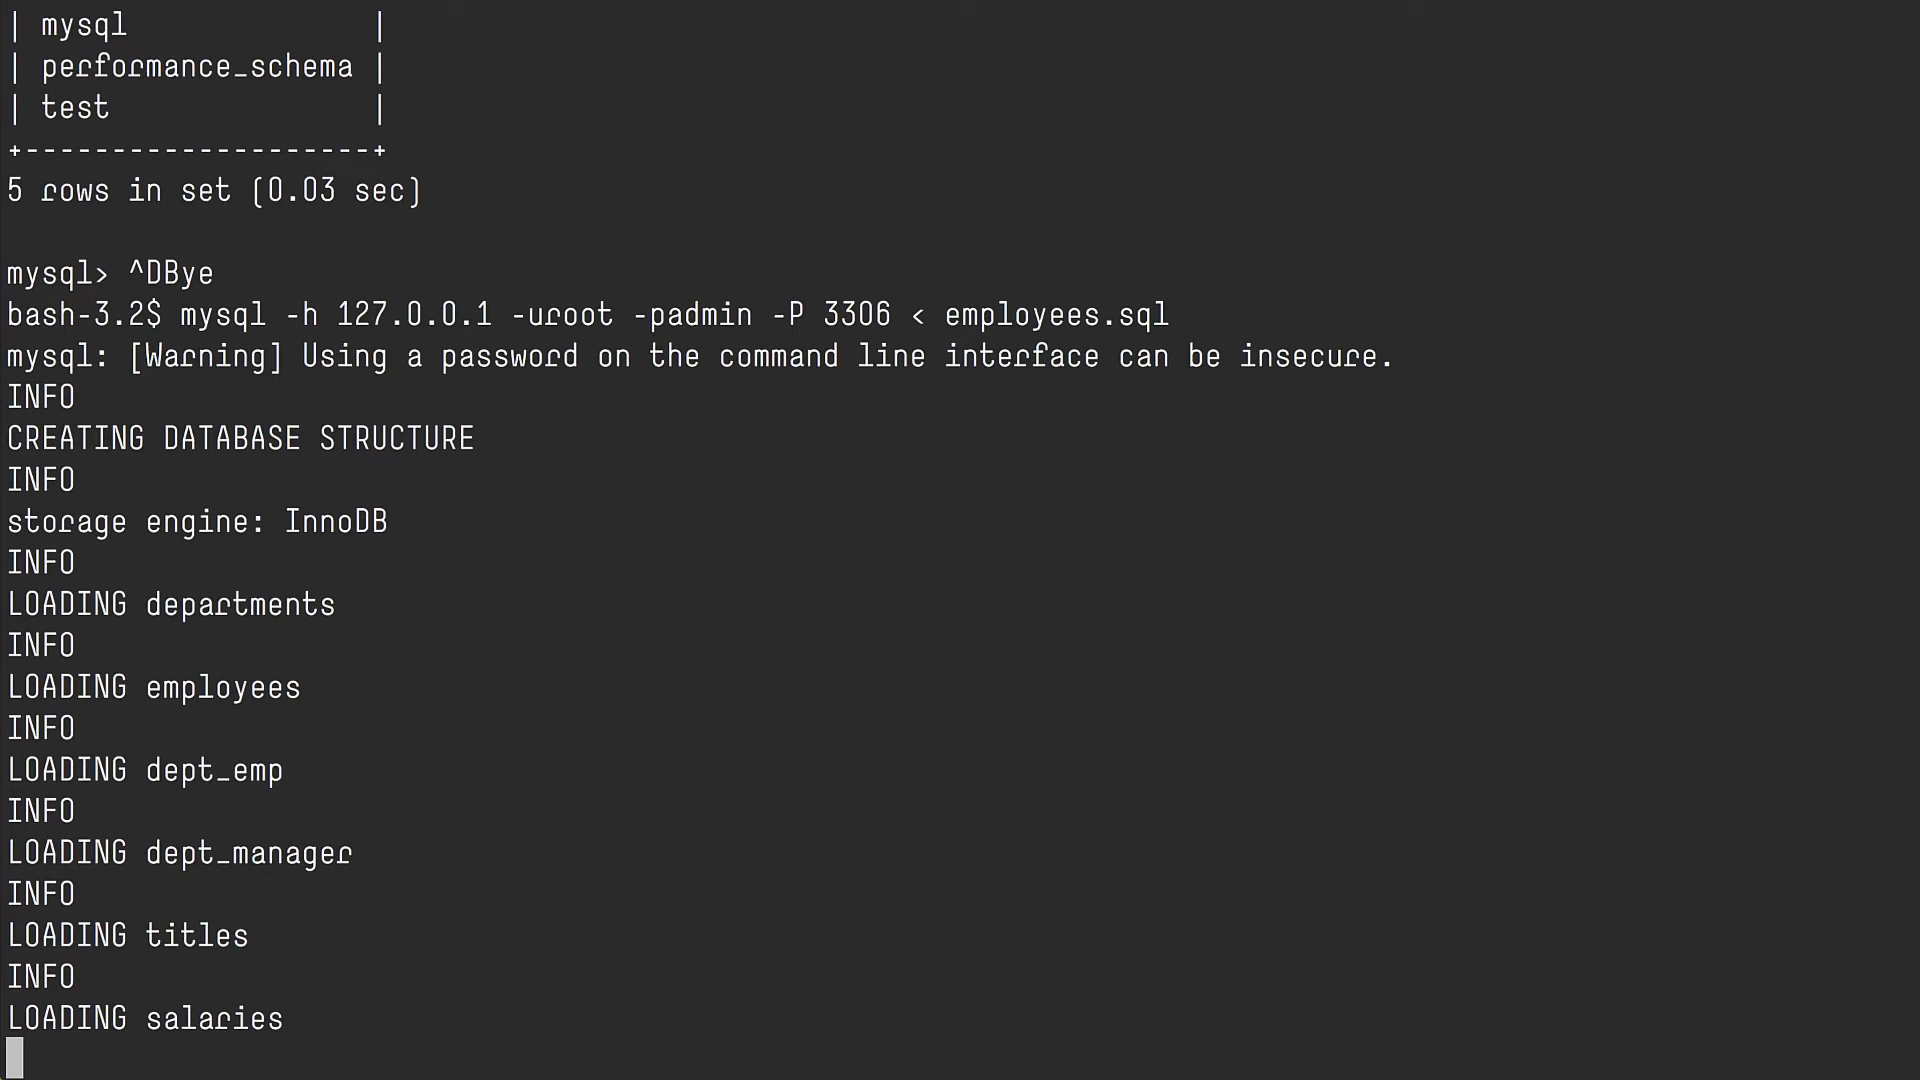 | mysql              |
| performance_schema |
| test               |
+--------------------+
5 rows in set (0.03 sec)
mysql> ^DBye
bash-3.2$ mysql -h 127.0.0.1 -uroot -padmin -P 3306 < employees.sql
mysql: [Warning] Using a password on the command line interface can be insecure.
INFO
CREATING DATABASE STRUCTURE
INFO
storage engine: InnoDB
INFO
LOADING departments
INFO
LOADING employees
INFO
LOADING dept_emp
INFO
LOADING dept_manager
INFO
LOADING titles
INFO
LOADING salaries